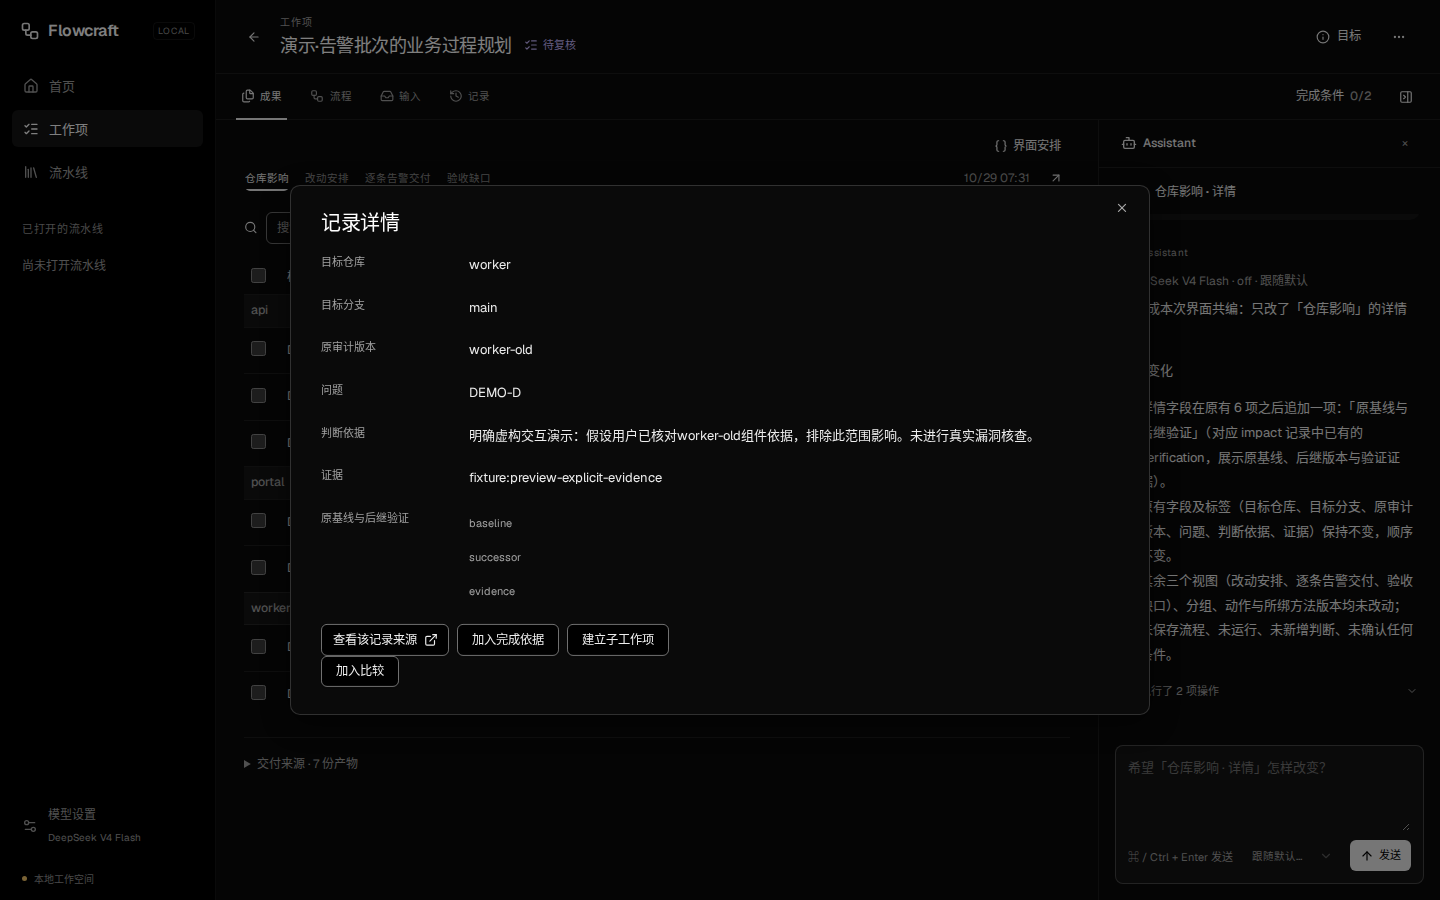 Flowcraft
LOCAL
首页
工作项
流水线
已打开的流水线
尚未打开流水线
模型设置
DeepSeek V4 Flash
本地工作空间
工作项
演示·告警批次的业务过程规划
待复核
目标
成果
流程
输入
记录
完成条件 0/2
{ } 界面安排
仓库影响
改动安排
逐条告警交付
验收缺口
10/29 07:31
api
portal
worker
交付来源 · 7 份产物
记录详情
目标仓库
worker
目标分支
main
原审计版本
worker-old
问题
DEMO-D
判断依据
明确虚构交互演示：假设用户已核对worker-old组件依据，排除此范围影响。未进行真实漏洞核查。
证据
fixture:preview-explicit-evidence
原基线与后继验证
baseline
successor
evidence
查看该记录来源
加入完成依据
建立子工作项
加入比较
Assistant
仓库影响 · 详情
ssistant
Seek V4 Flash · off · 跟随默认
成本次界面共编：只改了「仓库影响」的详情
变化
情字段在原有 6 项之后追加一项：「原基线与
继验证」（对应 impact 记录中已有的
erification，展示原基线、后继版本与验证证
）。
有字段及标签（目标仓库、目标分支、原审计
本、问题、判断依据、证据）保持不变，顺序
不变。
余三个视图（改动安排、逐条告警交付、验收
口）、分组、动作与所绑方法版本均未改动；
保存流程、未运行、未新增判断、未确认任何
件。
行了 2 项操作
希望「仓库影响 · 详情」怎样改变？
⌘ / Ctrl + Enter 发送
跟随默认...
发送